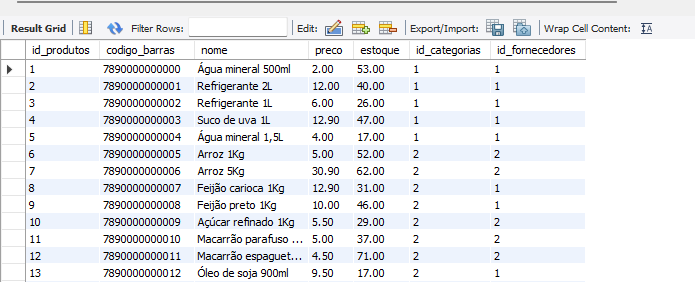 Result Grid Filter Rows: Edit: Export/Import: Wrap Cell Content: IA
id_produtos codigo_barras nome preco estoque id_categorias id_fornecedores
1 7890000000000 Água mineral 500ml 2.00 53.00 1 1
2 7890000000001 Refrigerante 2L 12.00 40.00 1 1
3 7890000000002 Refrigerante 1L 6.00 26.00 1 1
4 7890000000003 Suco de uva 1L 12.90 47.00 1 1
5 7890000000004 Água mineral 1,5L 4.00 17.00 1 1
6 7890000000005 Arroz 1Kg 5.00 52.00 2 2
7 7890000000006 Arroz 5Kg 30.90 62.00 2 2
8 7890000000007 Feijão carioca 1Kg 12.90 31.00 2 1
9 7890000000008 Feijão preto 1Kg 10.00 46.00 2 1
10 7890000000009 Açúcar refinado 1Kg 5.50 29.00 2 2
11 7890000000010 Macarrão parafuso ... 5.00 37.00 2 2
12 7890000000011 Macarrão espaguet... 4.50 71.00 2 2
13 7890000000012 Óleo de soja 900ml 9.50 17.00 2 1